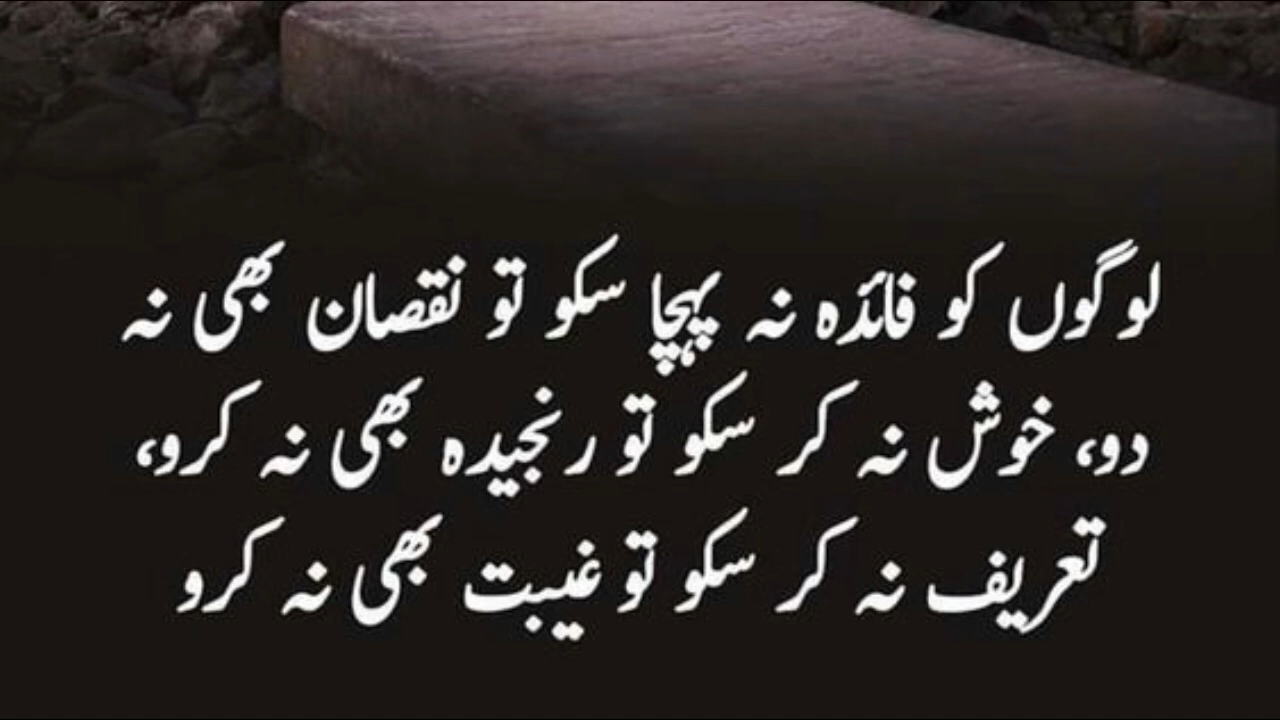 لوگوں کو فائدہ نہ پہچا سکو تو نقصان بھی نہ
دو، خوش نہ کر سکو تو رنجیدہ بھی نہ کرو،
تعریف نہ کر سکو تو غیبت بھی نہ کرو